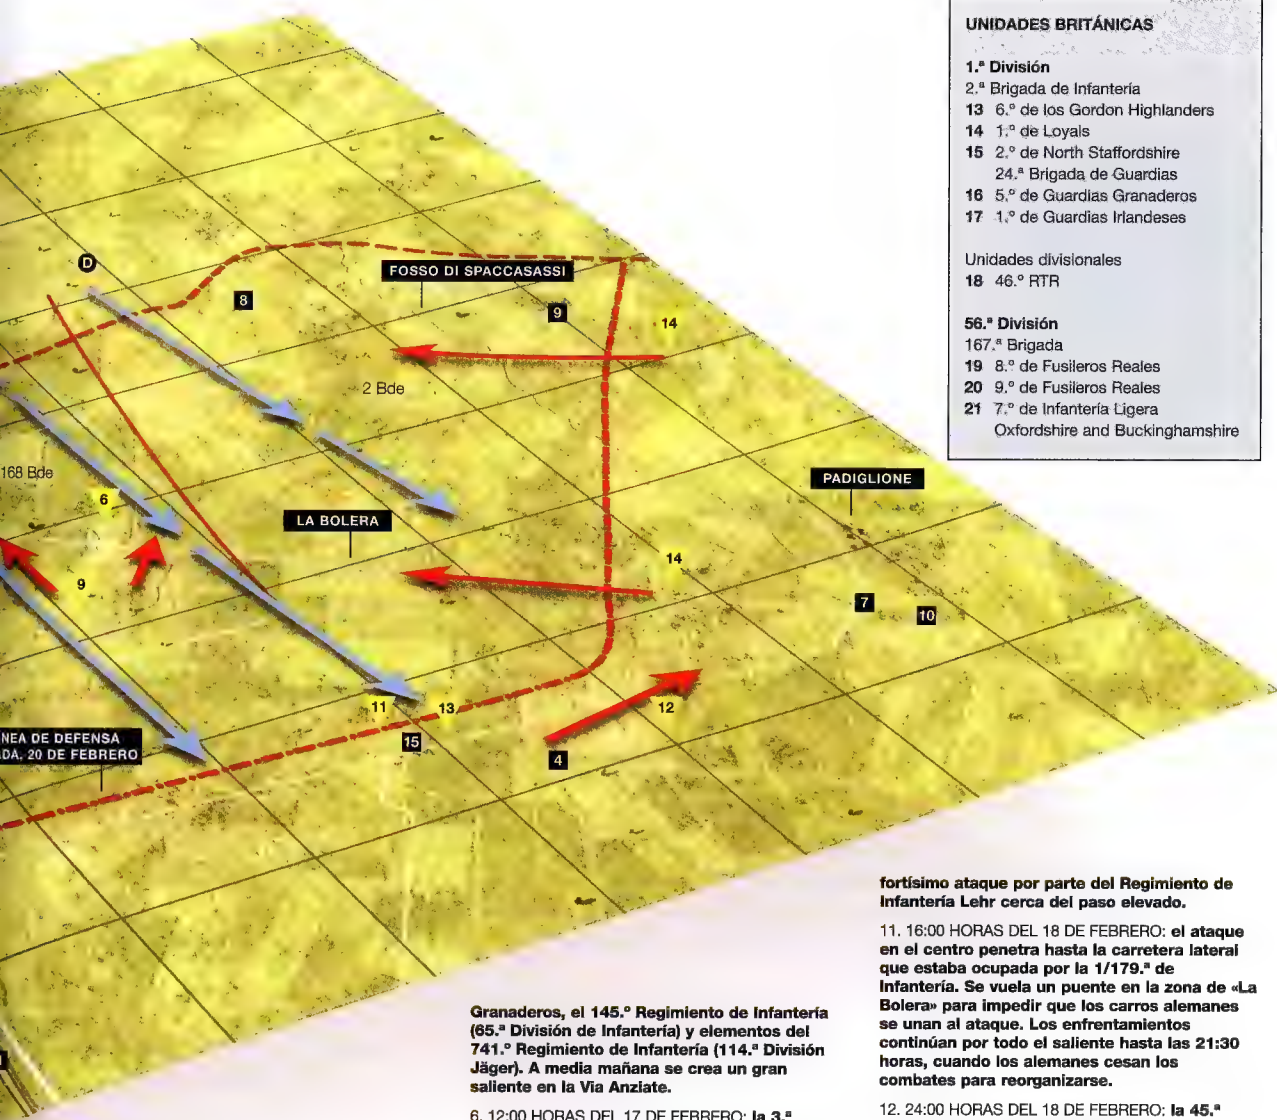 UNIDADES BRITÁNICAS
1.ª División
2.ª Brigada de Infantería
13 6.º de los Gordon Highlanders
14 1.º de Loyals
15 2.º de North Staffordshire
24.ª Brigada de Guardias
16 5.º de Guardias Granaderos
17 1.º de Guardias Irlandeses
Unidades divisionales
18 46.º RTR
56.ª División
167.ª Brigada
19 8.º de Fusileros Reales
20 9.º de Fusileros Reales
21 7.º de Infantería Ligera
Oxfordshire and Buckinghamshire
D
FOSSO DI SPACCASASSI
8
9
14
2 Bde
168 Bde
6
PADIGLIONE
LA BOLERA
14
9
7
10
11
13
12
15
4
NEA DE DEFENSA
DA, 20 DE FEBRERO
Granaderos, el 145.º Regimiento de Infantería
(65.ª División de Infantería) y elementos del
741.º Regimiento de Infantería (114.ª División
Jäger). A media mañana se crea un gran
saliente en la Via Anziate.
6. 12:00 HORAS DEL 17 DE FEBRERO: la 3.ª
fortísimo ataque por parte del Regimiento de
Infantería Lehr cerca del paso elevado.
11. 16:00 HORAS DEL 18 DE FEBRERO: el ataque
en el centro penetra hasta la carretera lateral
que estaba ocupada por la 1/179.ª de
Infantería. Se vuela un puente en la zona de «La
Bolera» para impedir que los carros alemanes
se unan al ataque. Los enfrentamientos
continúan por todo el saliente hasta las 21:30
horas, cuando los alemanes cesan los
combates para reorganizarse.
12. 24:00 HORAS DEL 18 DE FEBRERO: la 45.ª